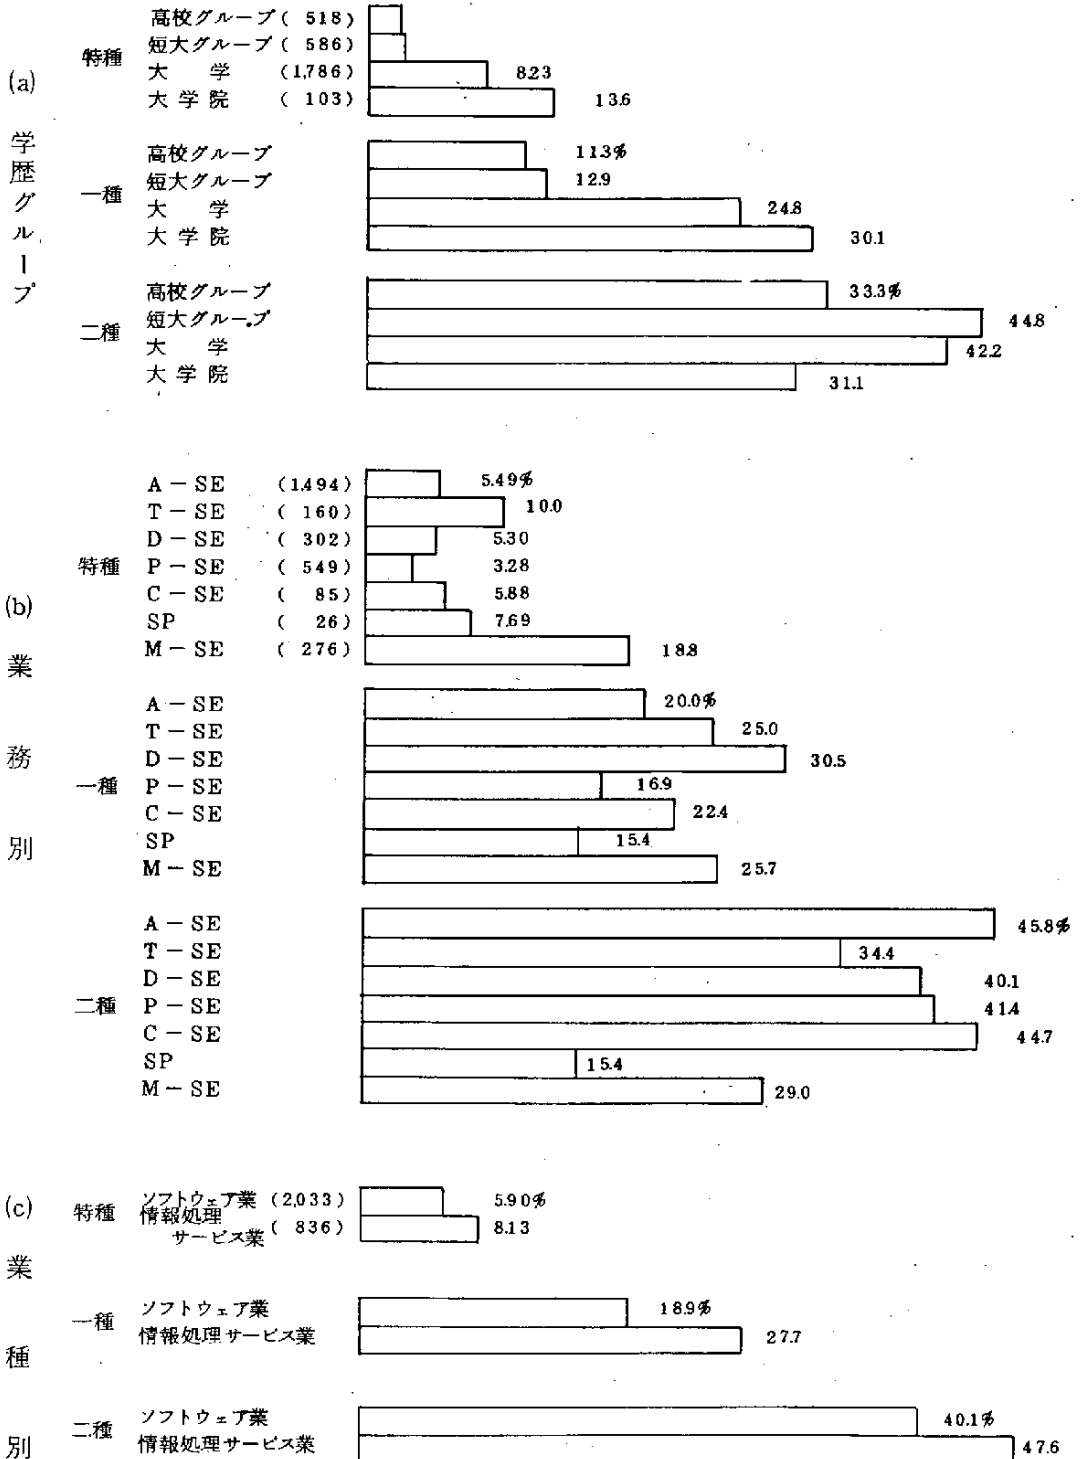 (a) 学歴グループ
特種
高校グループ ( 518)
短大グループ ( 586)
大学 (1,786) 8.23
大学院 ( 103) 13.6
一種
高校グループ 11.3%
短大グループ 12.9
大学 24.8
大学院 30.1
二種
高校グループ 33.3%
短大グループ 44.8
大学 42.2
大学院 31.1
(b) 業務別
特種
A-SE (1,494) 5.49%
T-SE ( 160) 10.0
D-SE ( 302) 5.30
P-SE ( 549) 3.28
C-SE ( 85) 5.88
SP ( 26) 7.69
M-SE ( 276) 18.8
一種
A-SE 20.0%
T-SE 25.0
D-SE 30.5
P-SE 16.9
C-SE 22.4
SP 15.4
M-SE 25.7
二種
A-SE 45.8%
T-SE 34.4
D-SE 40.1
P-SE 41.4
C-SE 44.7
SP 15.4
M-SE 29.0
(c) 業種別
特種
ソフトウェア業 (2,033) 5.90%
情報処理
サービス業 ( 836) 8.13
一種
ソフトウェア業 18.9%
情報処理サービス業 27.7
二種
ソフトウェア業 40.1%
情報処理サービス業 47.6